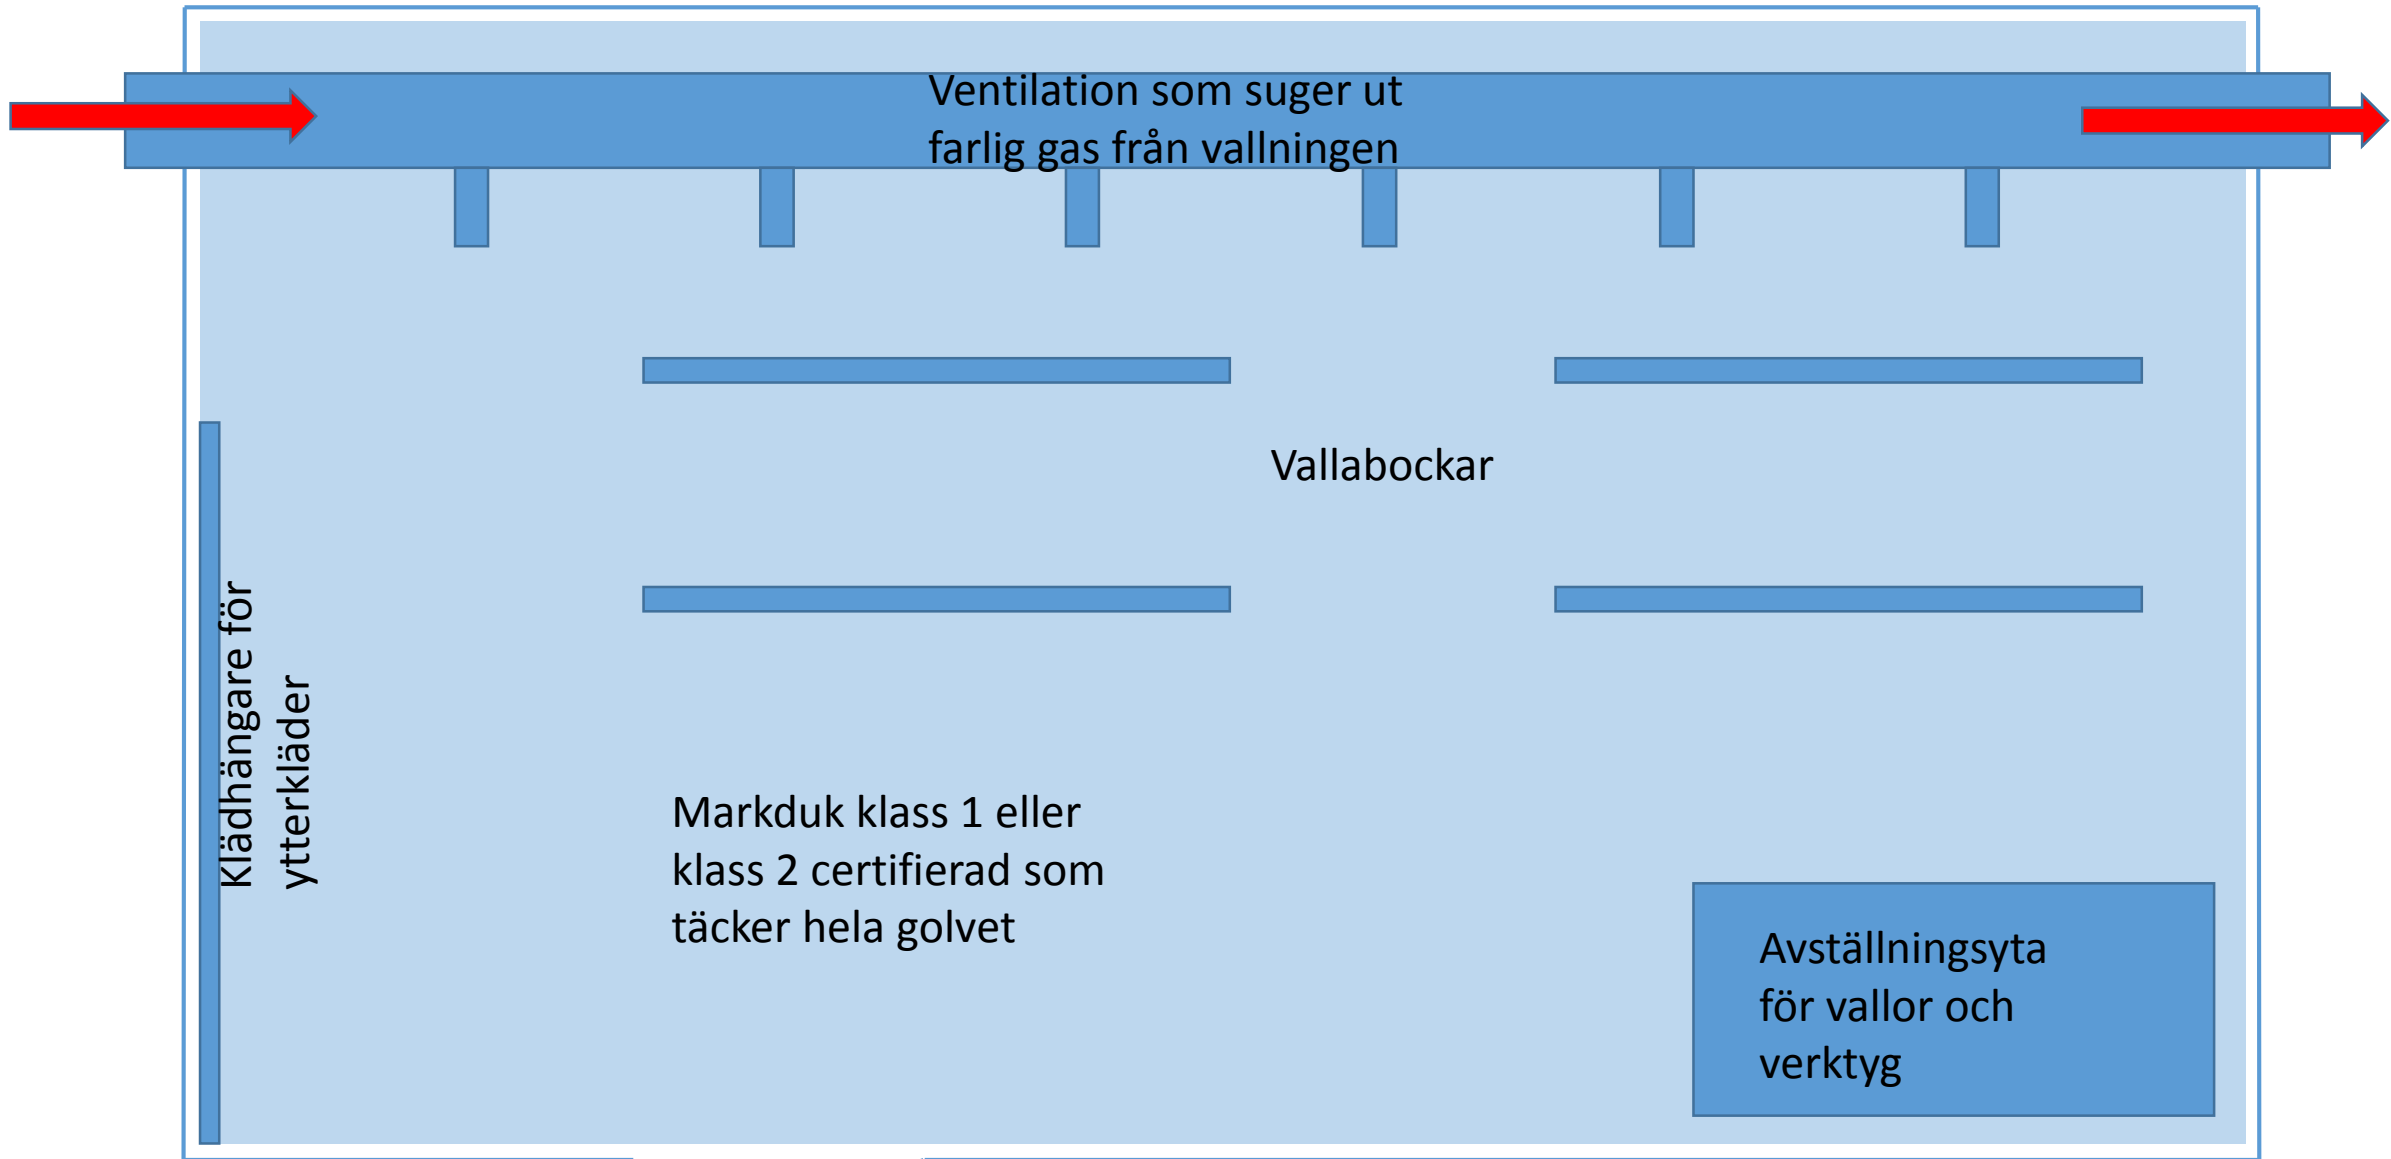 Ventilation som suger ut
farlig gas från vallningen
Vallabockar
Klädhängare för
ytterkläder
Markduk klass 1 eller
klass 2 certifierad som
täcker hela golvet
Avställningsyta
för vallor och
verktyg